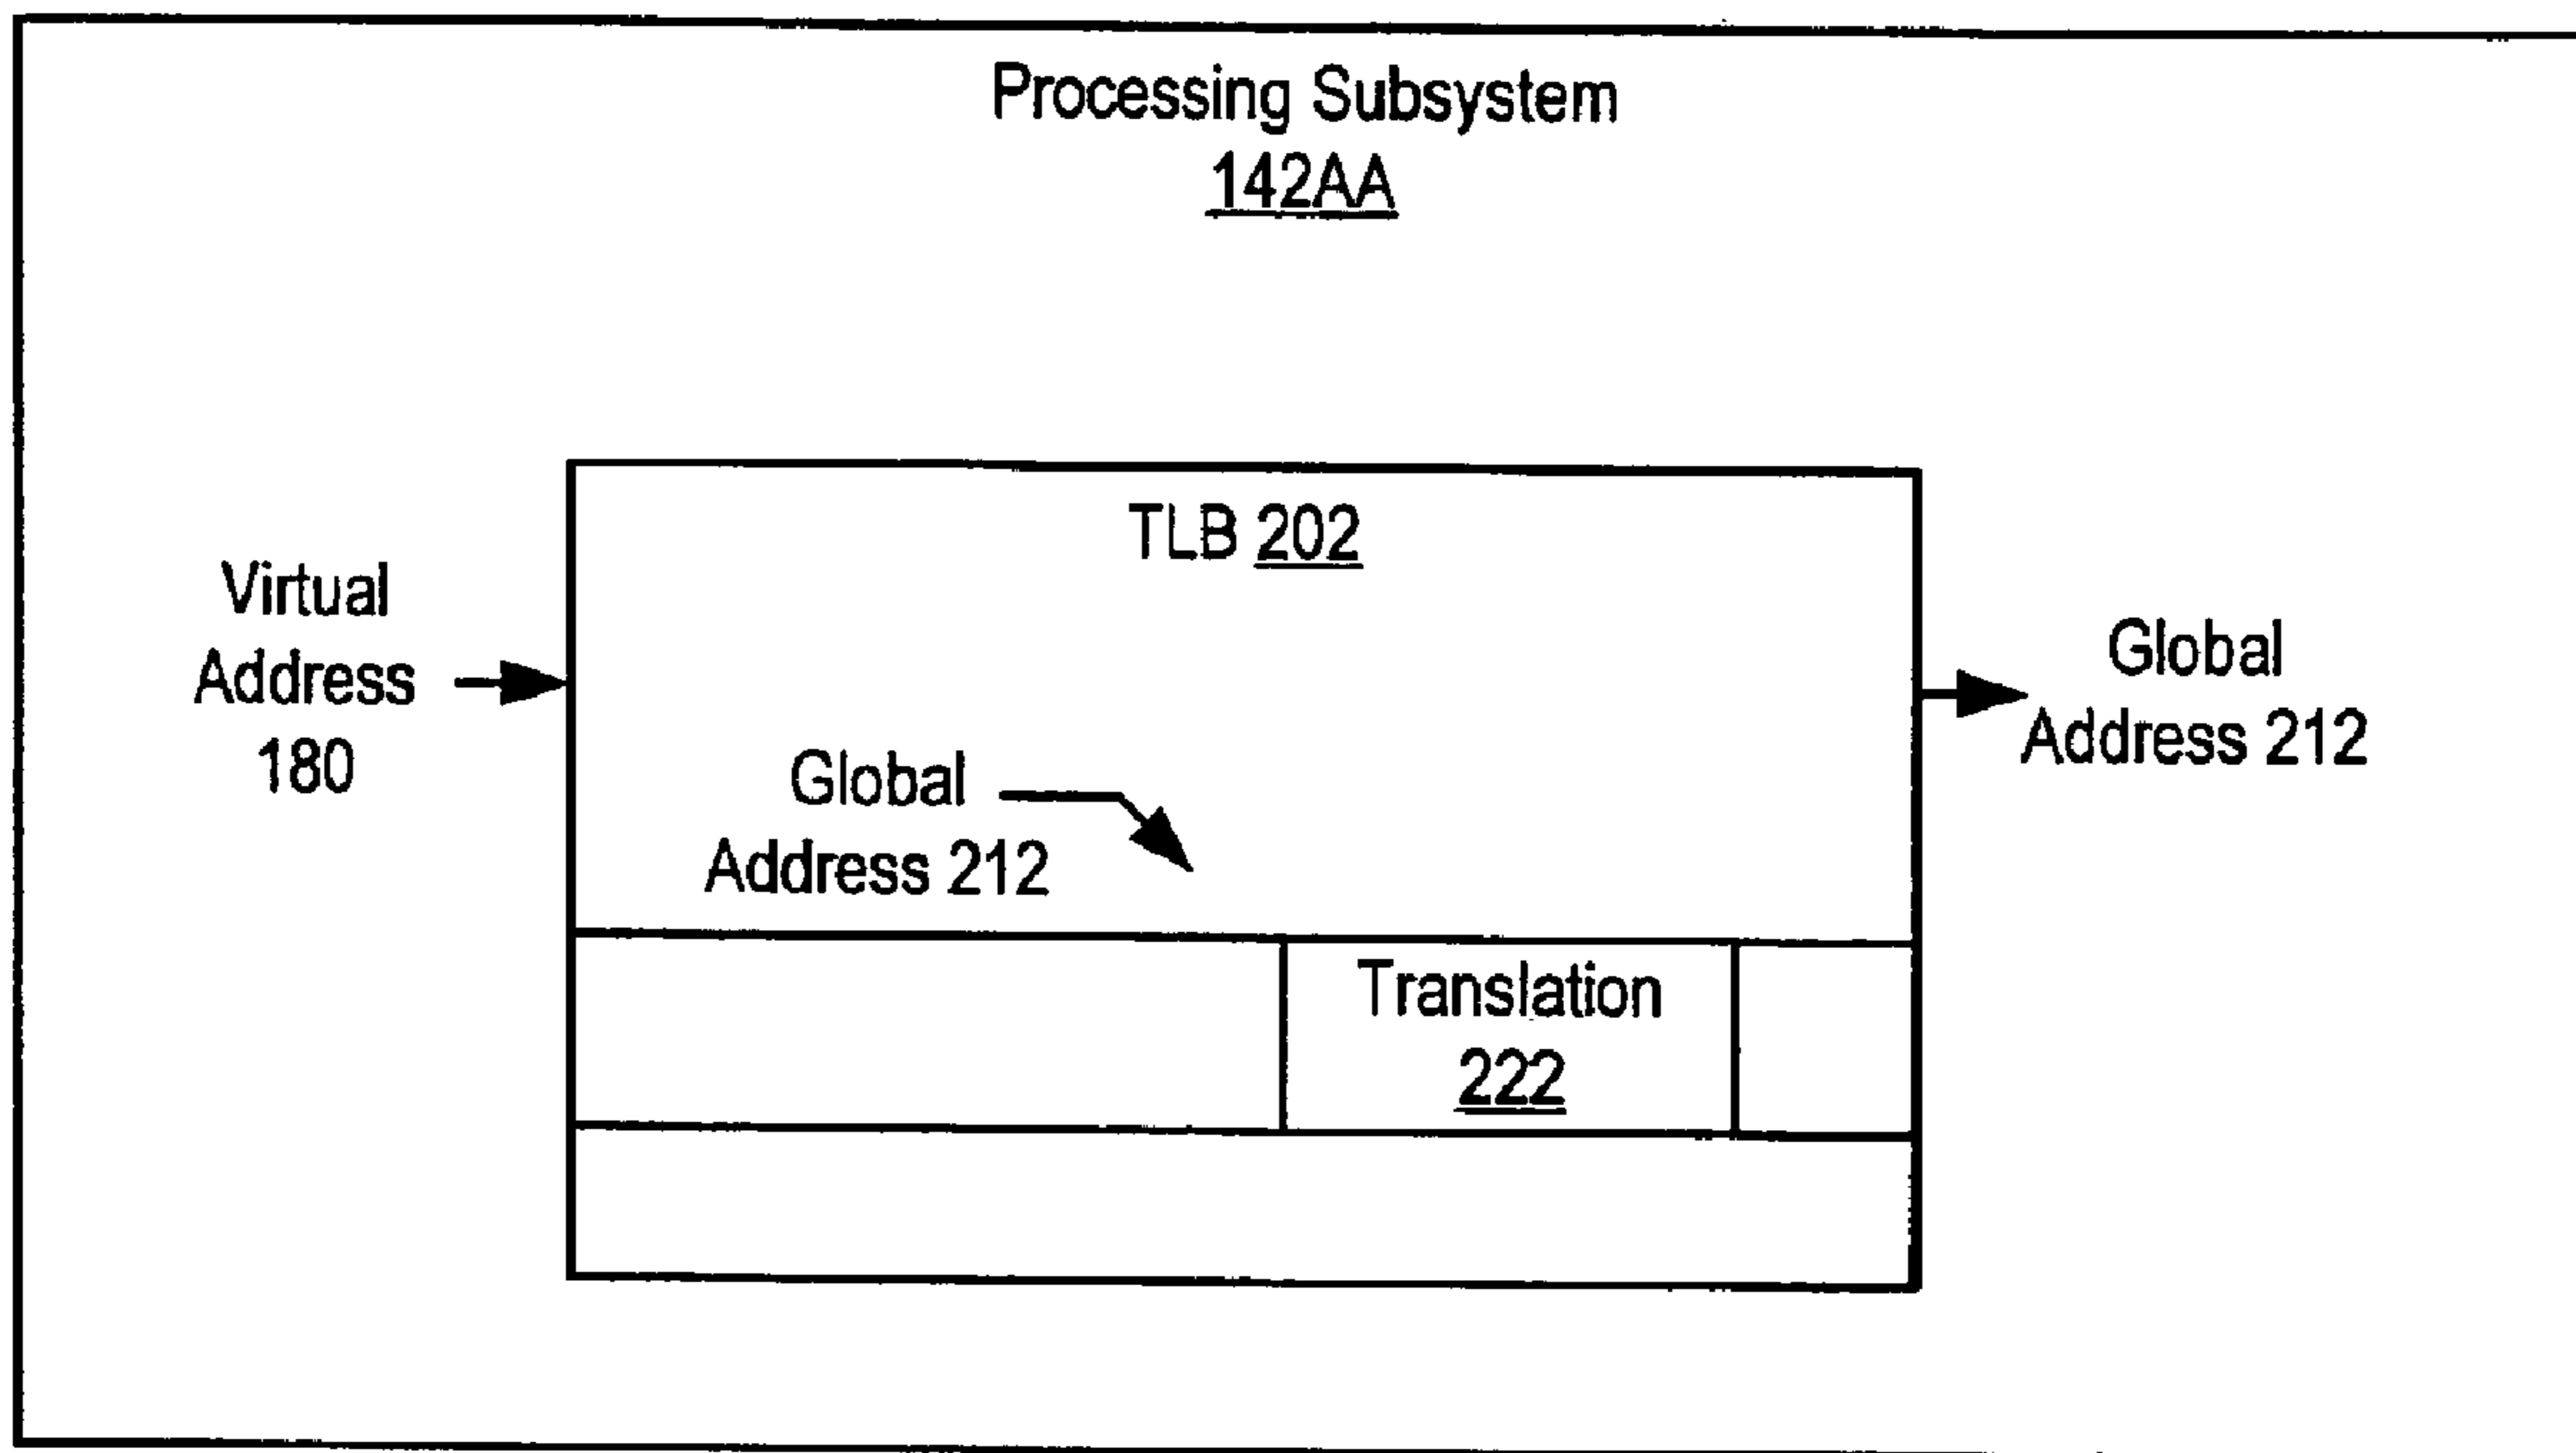 Processing Subsystem
142AA
TLB 202
Virtual
Address
180
Global
Address 212
Global
Address 212
Translation
222